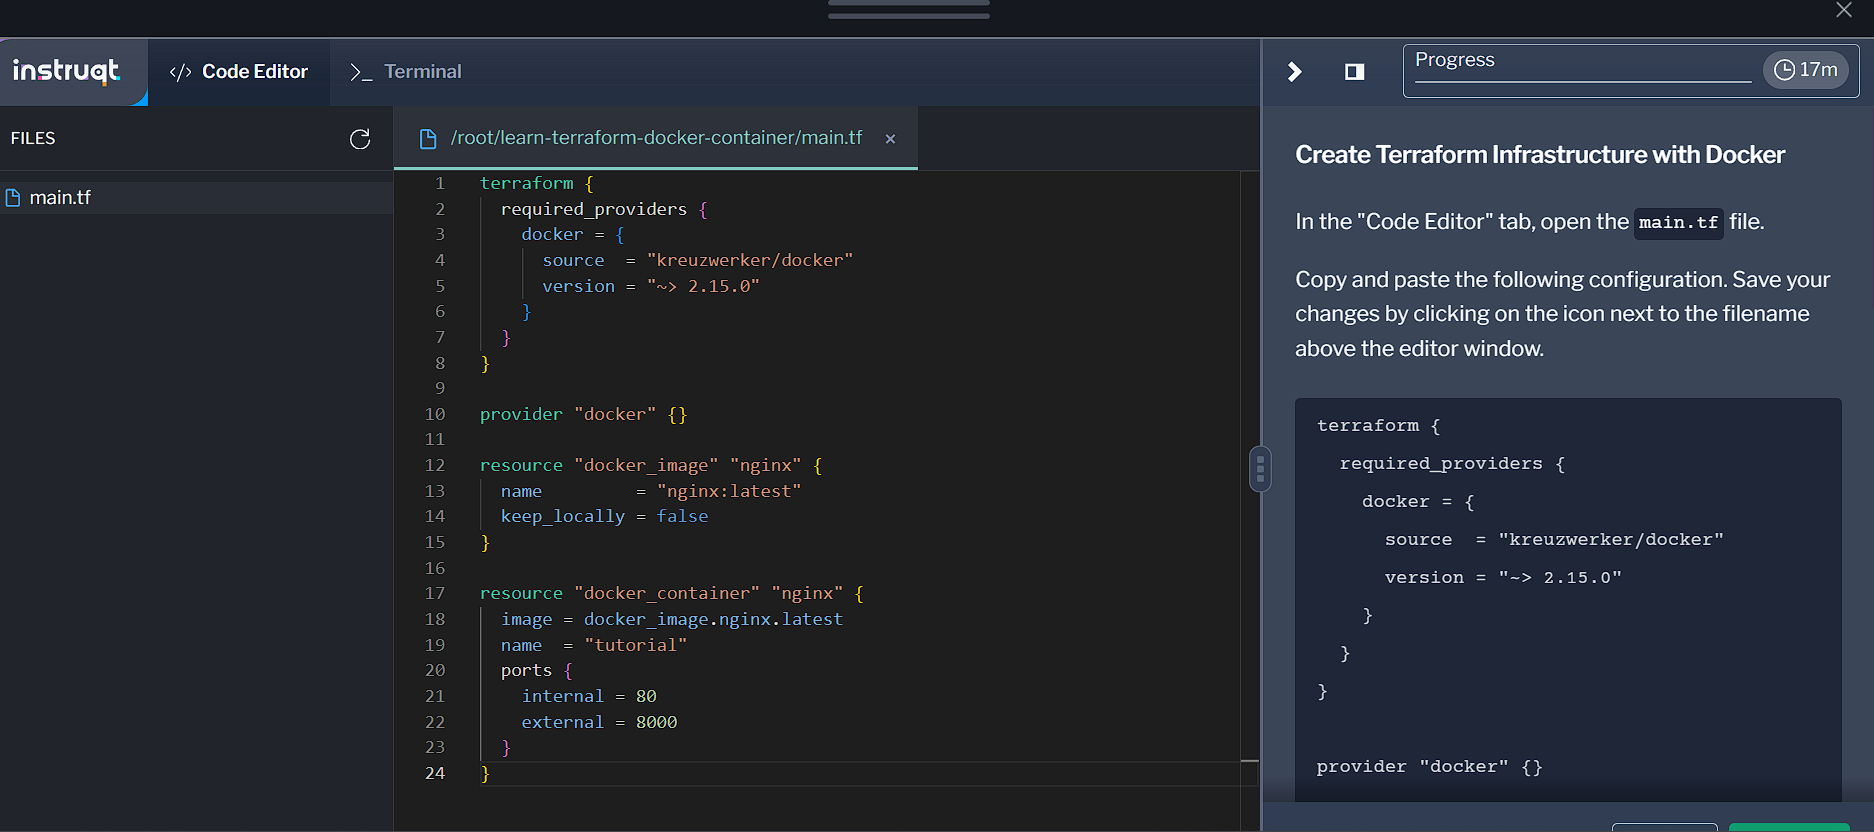 instruqt
</> Code Editor
>_ Terminal
Progress
17m
FILES
/root/learn-terraform-docker-container/main.tf ×
main.tf
1 terraform {
2   required_providers {
3     docker = {
4       source  = "kreuzwerker/docker"
5       version = "~> 2.15.0"
6     }
7   }
8 }
9
10 provider "docker" {}
11
12 resource "docker_image" "nginx" {
13   name         = "nginx:latest"
14   keep_locally = false
15 }
16
17 resource "docker_container" "nginx" {
18   image = docker_image.nginx.latest
19   name  = "tutorial"
20   ports {
21     internal = 80
22     external = 8000
23   }
24 }
Create Terraform Infrastructure with Docker
In the "Code Editor" tab, open the main.tf file.
Copy and paste the following configuration. Save your
changes by clicking on the icon next to the filename
above the editor window.
terraform {
  required_providers {
    docker = {
      source  = "kreuzwerker/docker"
      version = "~> 2.15.0"
    }
  }
}
provider "docker" {}